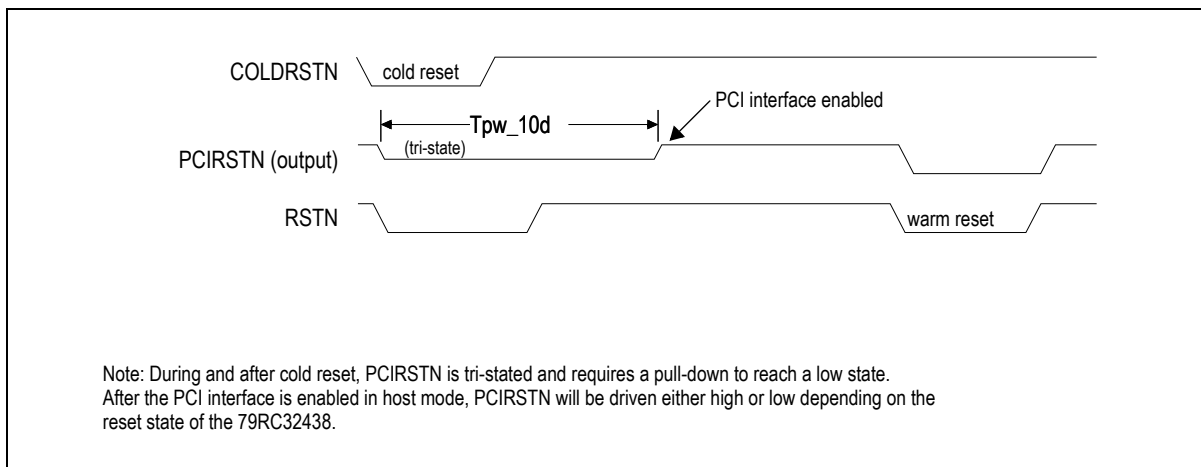 COLDRSTN
cold reset
PCI interface enabled
Tpw_10d
PCIRSTN (output)
(tri-state)
RSTN
warm reset
Note: During and after cold reset, PCIRSTN is tri-stated and requires a pull-down to reach a low state.
After the PCI interface is enabled in host mode, PCIRSTN will be driven either high or low depending on the
reset state of the 79RC32438.